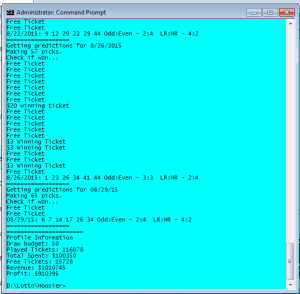 Administrator: Command Prompt
Free Ticket
Free Ticket
8/22/2015: 9 12 20 22 29 44 Odd:Even - 2:4 LR:HR - 4:2
====================
Getting predictions for 8/26/2015
Making 57 picks.
Check if won...
Free Ticket
Free Ticket
Free Ticket
Free Ticket
Free Ticket
Free Ticket
$20 winning ticket
Free Ticket
Free Ticket
Free Ticket
Free Ticket
$3 Winning Ticket
Free Ticket
Free Ticket
$3 Winning Ticket
$3 Winning Ticket
Free Ticket
8/26/2015: 1 23 26 34 41 44 Odd:Even - 3:3 LR:HR - 2:4
====================
Getting predictions for 08/29/15
Making 65 picks.
Check if won...
Free Ticket
08/29/15: 6 7 14 17 26 34 Odd:Even - 2:4 LR:HR - 4:2
====================
========================
Profile Information
Draw budget: 50
Played Tickets: 116078
Total Spent: $100350
Free Tickets: 15728
Revenue: $1010745
Profit: $910395
D:\Lotto\Hoosier>